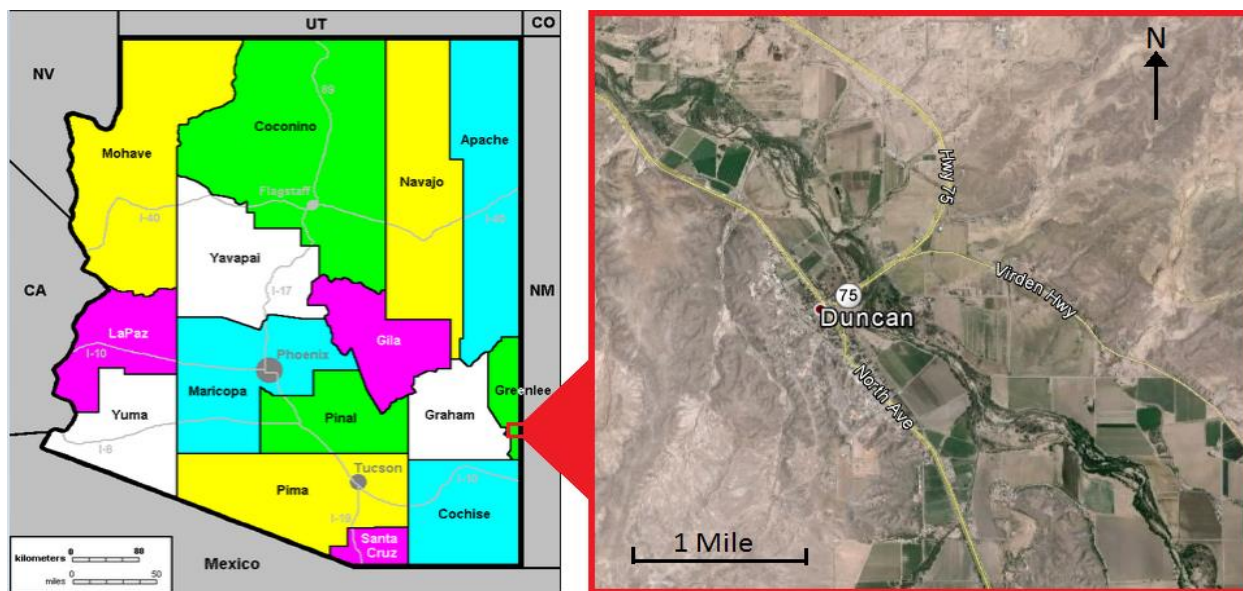 UT
CO
NV
89
Coconino
Apache
Mohave
Navajo
Flagstaff
I-40
I-40
Yavapai
CA
I-17
NM
LaPaz
Gila
I-10
Phoenix
Greenlee
Maricopa
Yuma
Pinal
Graham
I-8
Tucson
I-10
Pima
Cochise
I-19
Santa
Cruz
kilometers 0 80
miles 0 50
Mexico
N
Hwy 75
Virden Hwy
75
Duncan
North Ave
1 Mile